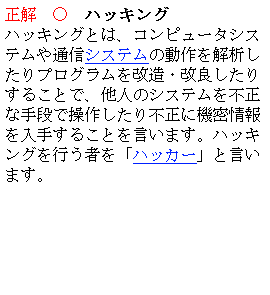 正解　○　ハッキング
ハッキングとは、コンピュータシス
テムや通信システムの動作を解析し
たりプログラムを改造・改良したり
することで、他人のシステムを不正
な手段で操作したり不正に機密情報
を入手することを言います。ハッキ
ングを行う者を「ハッカー」と言い
ます。